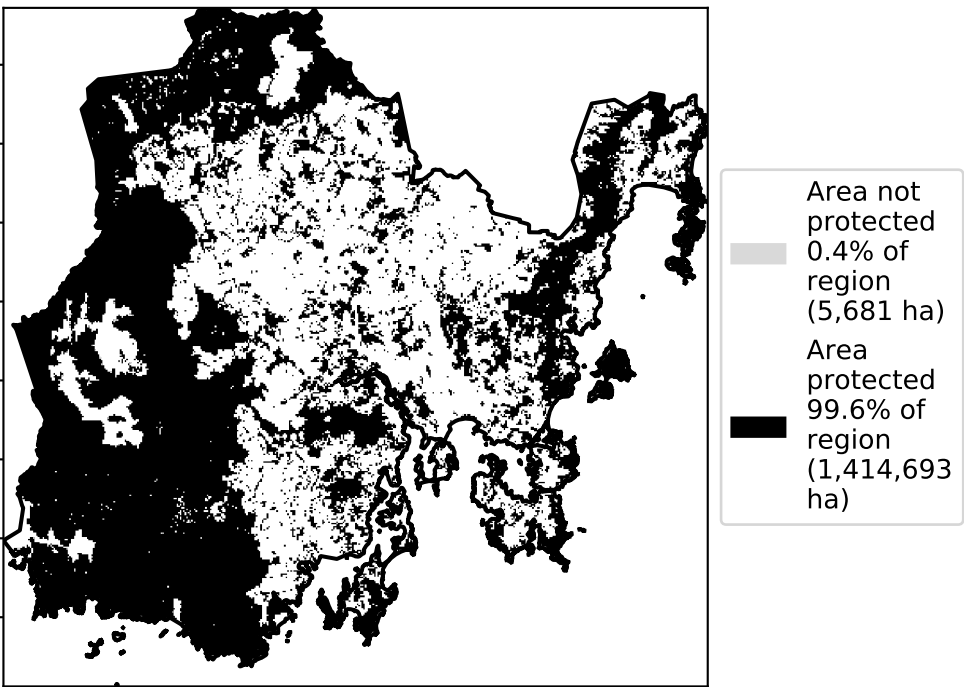 Area not
protected
0.4% of
region
(5,681 ha)
Area
protected
99.6% of
region
(1,414,693
ha)